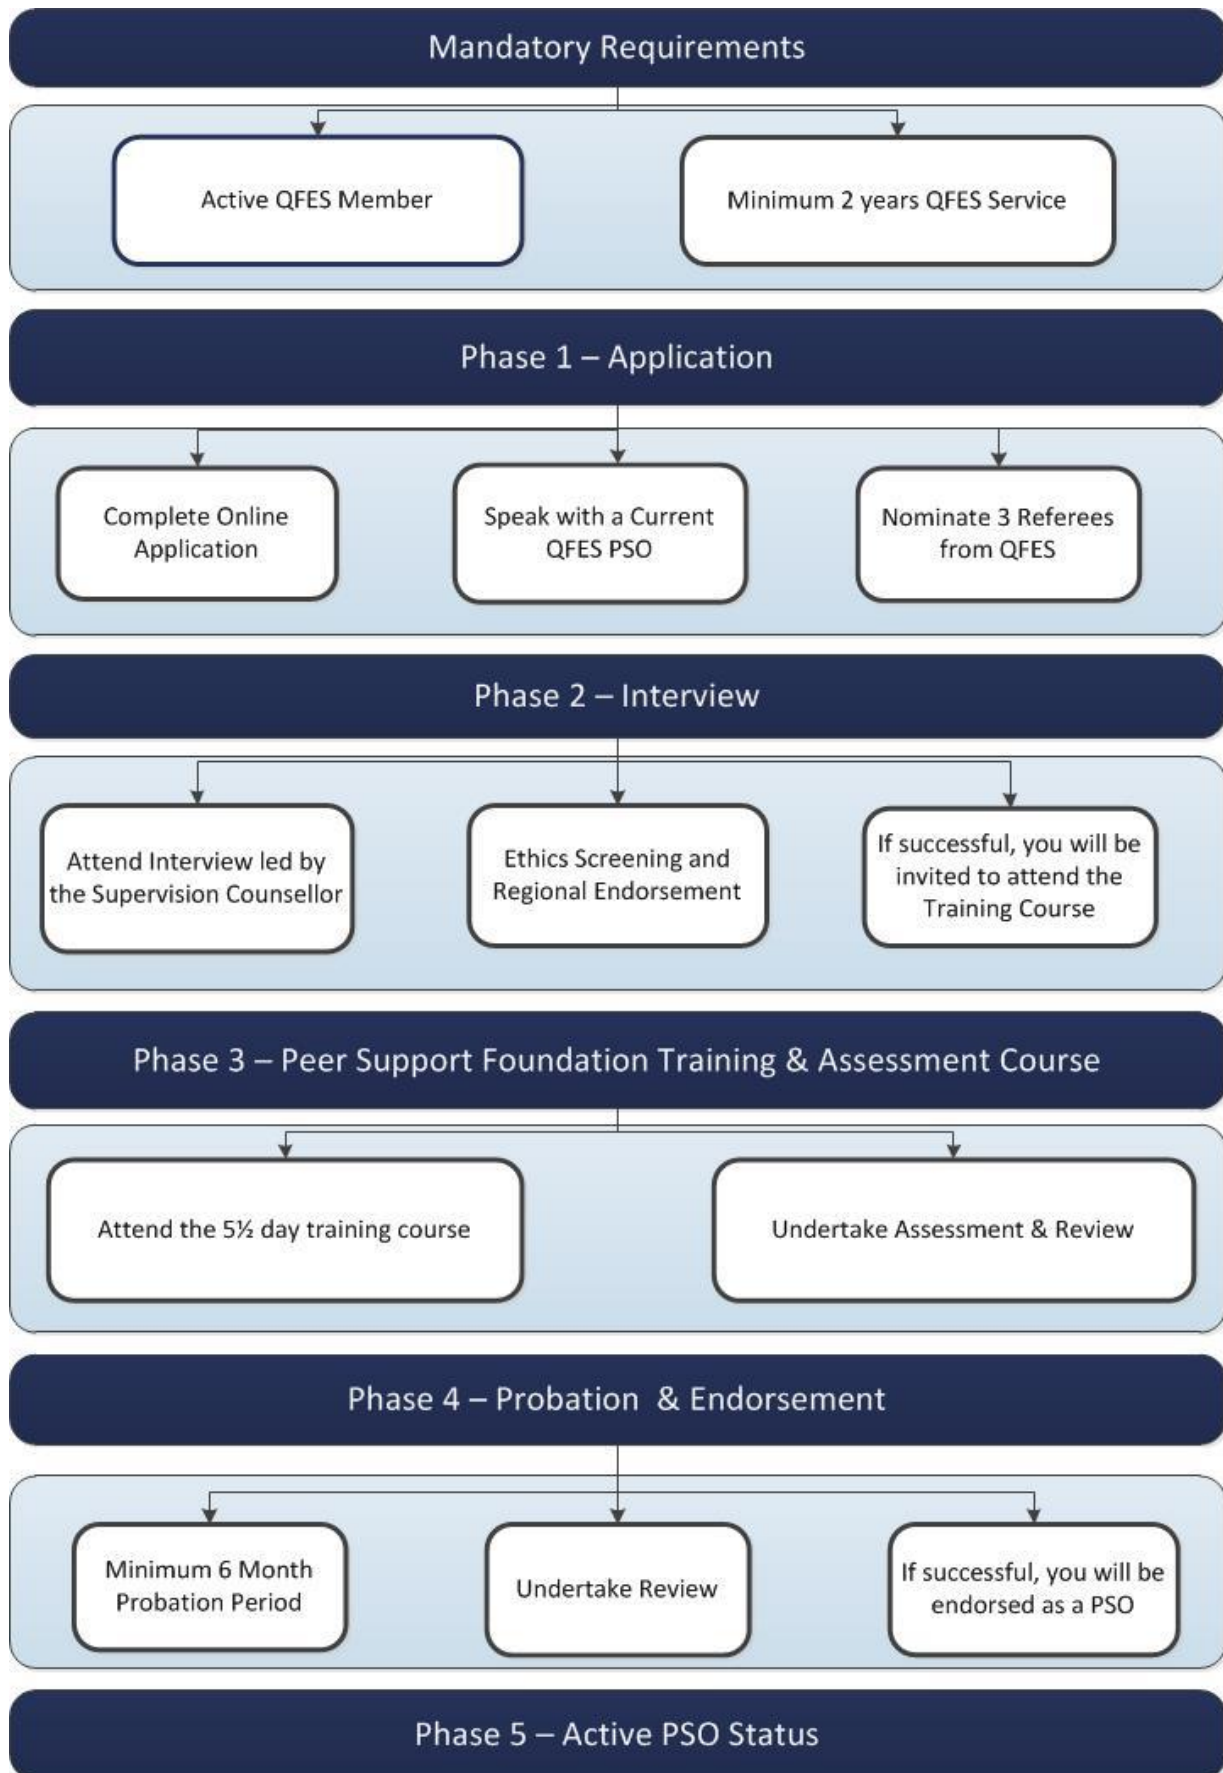 Mandatory Requirements
Active QFES Member
Minimum 2 years QFES Service
Phase 1 – Application
Complete Online
Application
Speak with a Current
QFES PSO
Nominate 3 Referees
from QFES
Phase 2 – Interview
Attend Interview led by
the Supervision Counsellor
Ethics Screening and
Regional Endorsement
If successful, you will be
invited to attend the
Training Course
Phase 3 – Peer Support Foundation Training & Assessment Course
Attend the 5½ day training course
Undertake Assessment & Review
Phase 4 – Probation  & Endorsement
Minimum 6 Month
Probation Period
Undertake Review
If successful, you will be
endorsed as a PSO
Phase 5 – Active PSO Status